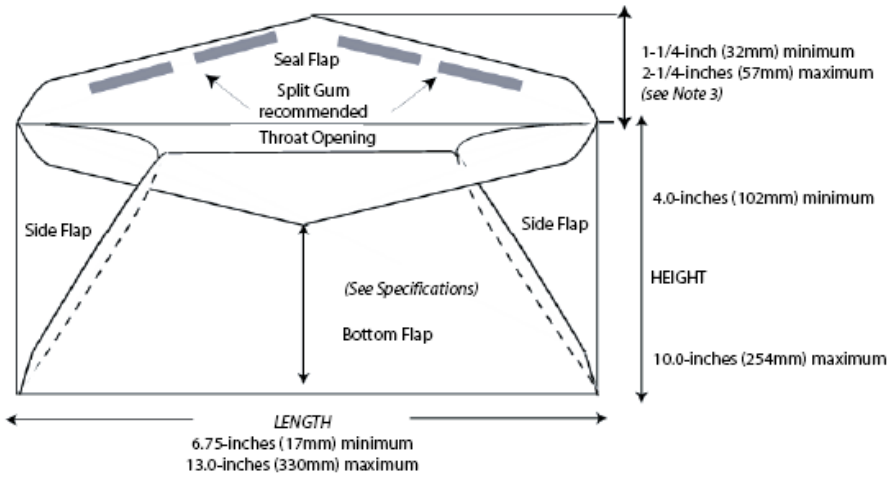 Seal Flap
Split Gum
recommended
Throat Opening
1-1/4-inch (32mm) minimum
2-1/4-inches (57mm) maximum
(see Note 3)
4.0-inches (102mm) minimum
Side Flap
Side Flap
HEIGHT
(See Specifications)
Bottom Flap
10.0-inches (254mm) maximum
LENGTH
6.75-inches (17mm) minimum
13.0-inches (330mm) maximum